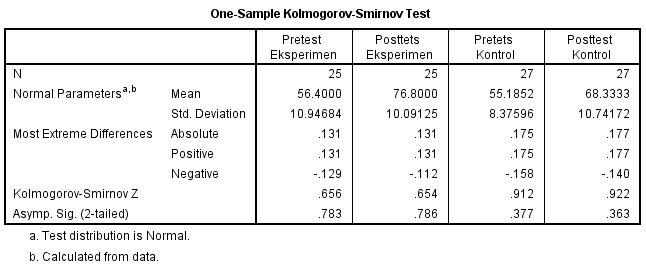 One-Sample Kolmogorov-Smirnov Test
Pretest Eksperimen Posttets Eksperimen Pretets Kontrol Posttest Kontrol
N 25 25 27 27
Normal Parametersa,b Mean 56.4000 76.8000 55.1852 68.3333
Std. Deviation 10.94684 10.09125 8.37596 10.74172
Most Extreme Differences Absolute .131 .131 .175 .177
Positive .131 .131 .175 .177
Negative -.129 -.112 -.158 -.140
Kolmogorov-Smirnov Z .656 .654 .912 .922
Asymp. Sig. (2-tailed) .783 .786 .377 .363
a. Test distribution is Normal.
b. Calculated from data.